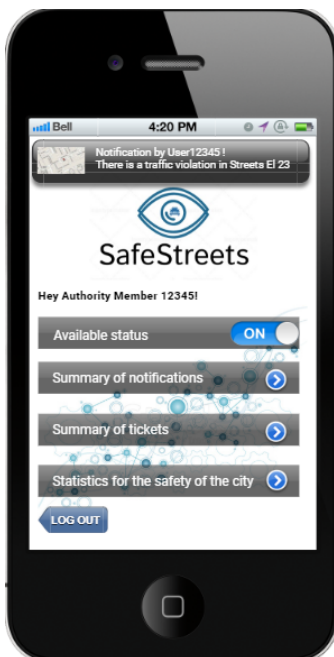 Bell 4:20 PM
Notification by User12345 !
There is a traffic violation in Streets El 23
SafeStreets
Hey Authority Member 12345!
Available status ON
Summary of notifications
Summary of tickets
Statistics for the safety of the city
LOG OUT